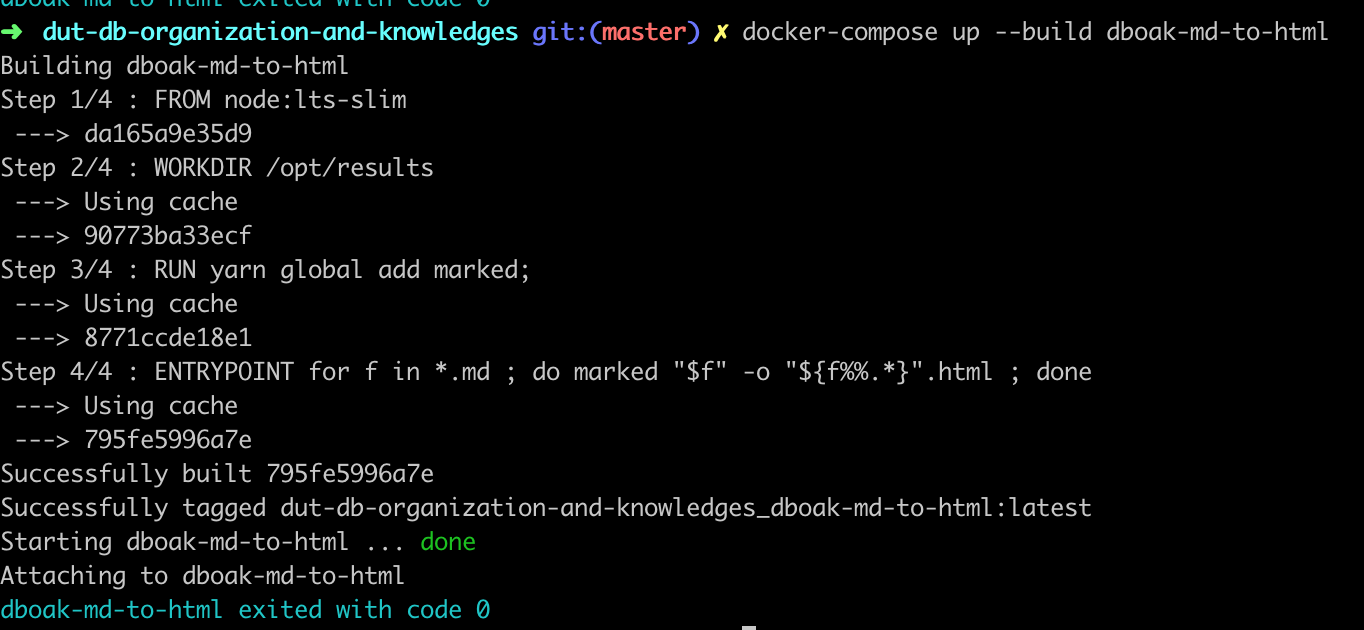 dboak-md-to-html exited with code 0
➜ dut-db-organization-and-knowledges git:(master) ✗ docker-compose up --build dboak-md-to-html
Building dboak-md-to-html
Step 1/4 : FROM node:lts-slim
 ---> da165a9e35d9
Step 2/4 : WORKDIR /opt/results
 ---> Using cache
 ---> 90773ba33ecf
Step 3/4 : RUN yarn global add marked;
 ---> Using cache
 ---> 8771ccde18e1
Step 4/4 : ENTRYPOINT for f in *.md ; do marked "$f" -o "${f%%.*}".html ; done
 ---> Using cache
 ---> 795fe5996a7e
Successfully built 795fe5996a7e
Successfully tagged dut-db-organization-and-knowledges_dboak-md-to-html:latest
Starting dboak-md-to-html ... done
Attaching to dboak-md-to-html
dboak-md-to-html exited with code 0